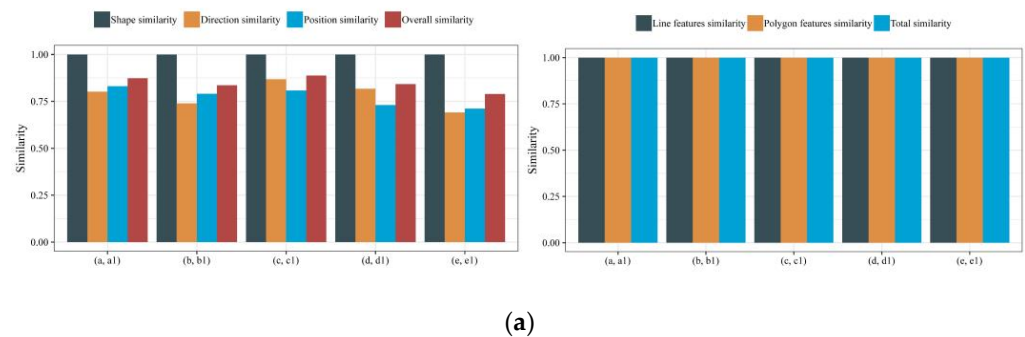 Shape similarity Direction similarity Position similarity Overall similarity
1.00
0.75
0.50
0.25
0.00
Similarity
(a, a1) (b, b1) (c, c1) (d, d1) (e, e1)
Line features similarity Polygon features similarity Total similarity
1.00
0.75
0.50
0.25
0.00
Similarity
(a, a1) (b, b1) (c, c1) (d, d1) (e, e1)
(a)